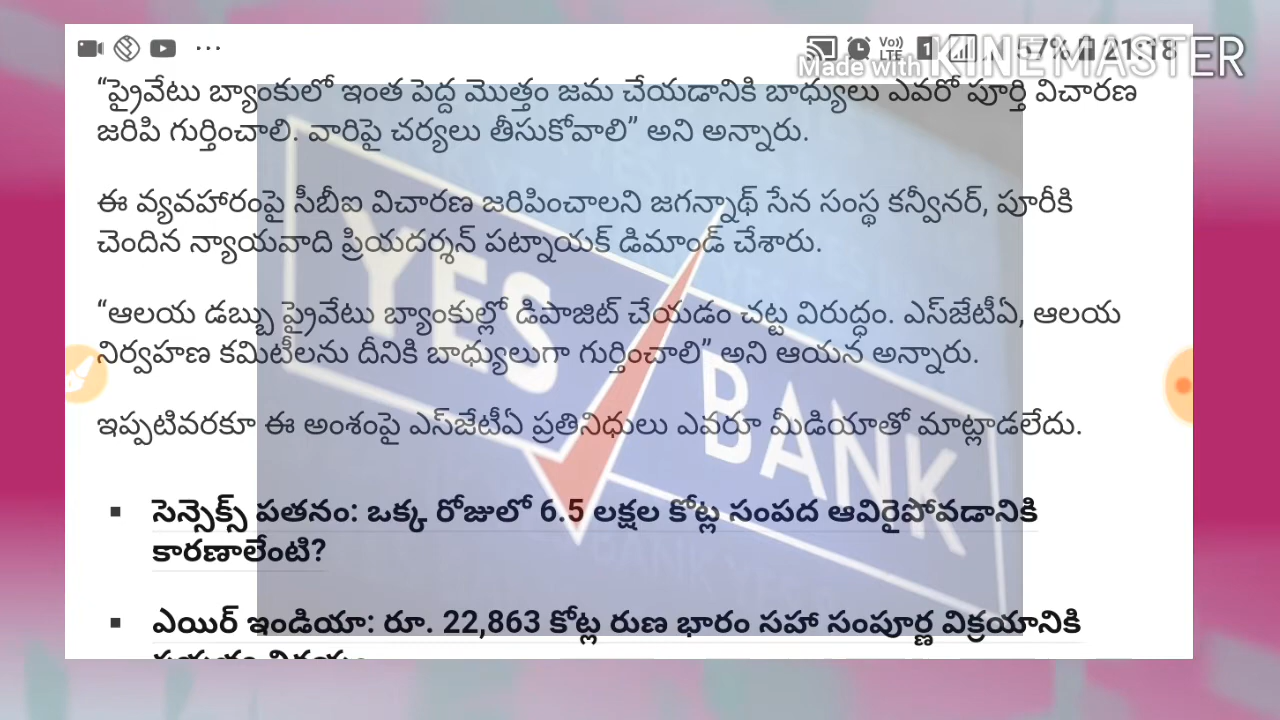 57% 21:18
Made with KINEMASTER
“ప్రైవేటు బ్యాంకులో ఇంత పెద్ద మొత్తం జమ చేయడానికి బాధ్యులు ఎవరో పూర్తి విచారణ
జరిపి గుర్తించాలి. వారిపై చర్యలు తీసుకోవాలి” అని అన్నారు.
ఈ వ్యవహారంపై సీబీఐ విచారణ జరిపించాలని జగన్నాథ్ సేన సంస్థ కన్వీనర్, పూరీకి
చెందిన న్యాయవాది ప్రియదర్శన్ పట్నాయక్ డిమాండ్ చేశారు.
“ఆలయ డబ్బు ప్రైవేటు బ్యాంకుల్లో డిపాజిట్ చేయడం చట్ట విరుద్ధం. ఎస్‌జేటీఏ, ఆలయ
నిర్వహణ కమిటీలను దీనికి బాధ్యులుగా గుర్తించాలి” అని ఆయన అన్నారు.
ఇప్పటివరకూ ఈ అంశంపై ఎస్‌జేటీఏ ప్రతినిధులు ఎవరూ మీడియాతో మాట్లాడలేదు.
YES BANK
▪ సెన్సెక్స్ పతనం: ఒక్క రోజులో 6.5 లక్షల కోట్ల సంపద ఆవిరైపోవడానికి
కారణాలేంటి?
▪ ఎయిర్ ఇండియా: రూ. 22,863 కోట్ల రుణ భారం సహా సంపూర్ణ విక్రయానికి